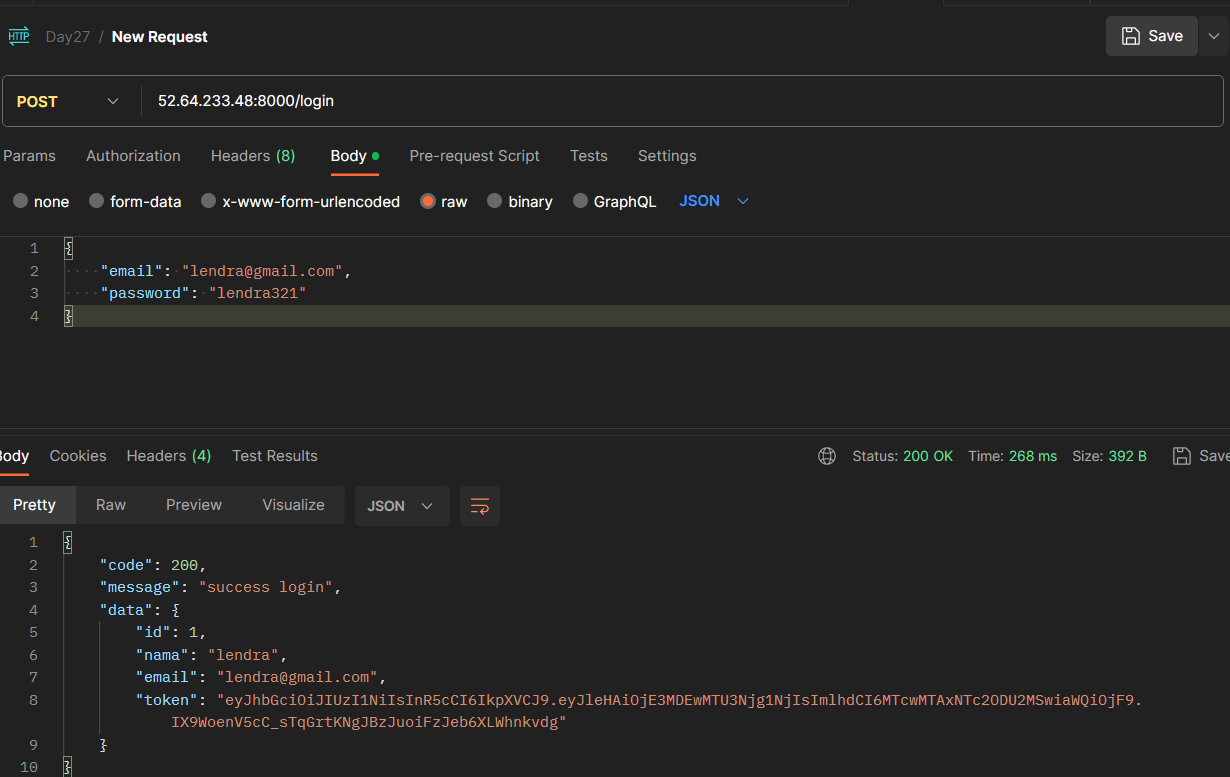 HTTP Day27 / New Request Save
POST 52.64.233.48:8000/login
Params Authorization Headers (8) Body Pre-request Script Tests Settings
none form-data x-www-form-urlencoded raw binary GraphQL JSON
1 {
2 "email": "lendra@gmail.com",
3 "password": "lendra321"
4 }
Body Cookies Headers (4) Test Results Status: 200 OK Time: 268 ms Size: 392 B Save
Pretty Raw Preview Visualize JSON
1 {
2 "code": 200,
3 "message": "success login",
4 "data": {
5 "id": 1,
6 "nama": "lendra",
7 "email": "lendra@gmail.com",
8 "token": "eyJhbGciOiJIUzI1NiIsInR5cCI6IkpXVCJ9.eyJleHAiOjE3MDEwMTU3Njg1NjIsImlhdCI6MTcwMTAxNTc2ODU2MSwiaWQiOjF9.
IX9WoenV5cC_sTqGrtKNgJBzJuoiFzJeb6XLWhnkvdg"
9 }
10 }